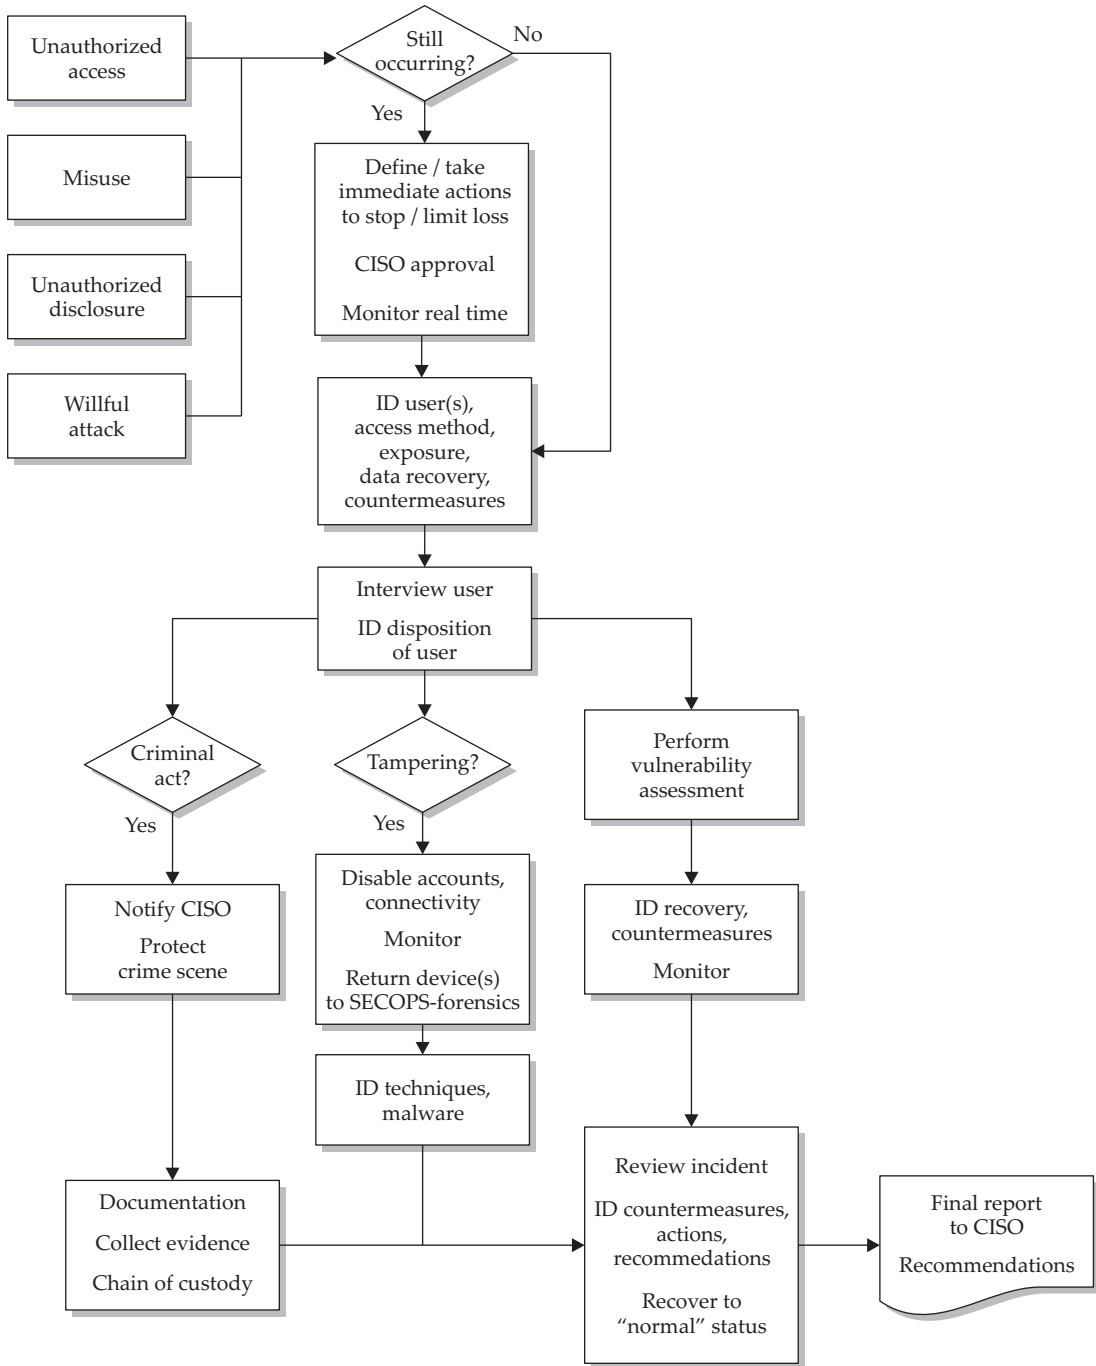 Unauthorized
access
Misuse
Unauthorized
disclosure
Willful
attack
Still
occurring?
No
Yes
Define / take
immediate actions
to stop / limit loss
CISO approval
Monitor real time
ID user(s),
access method,
exposure,
data recovery,
countermeasures
Interview user
ID disposition
of user
Criminal
act?
Yes
Notify CISO
Protect
crime scene
Documentation
Collect evidence
Chain of custody
Tampering?
Yes
Disable accounts,
connectivity
Monitor
Return device(s)
to SECOPS-forensics
ID techniques,
malware
Perform
vulnerability
assessment
ID recovery,
countermeasures
Monitor
Review incident
ID countermeasures,
actions,
recommedations
Recover to
“normal” status
Final report
to CISO
Recommendations